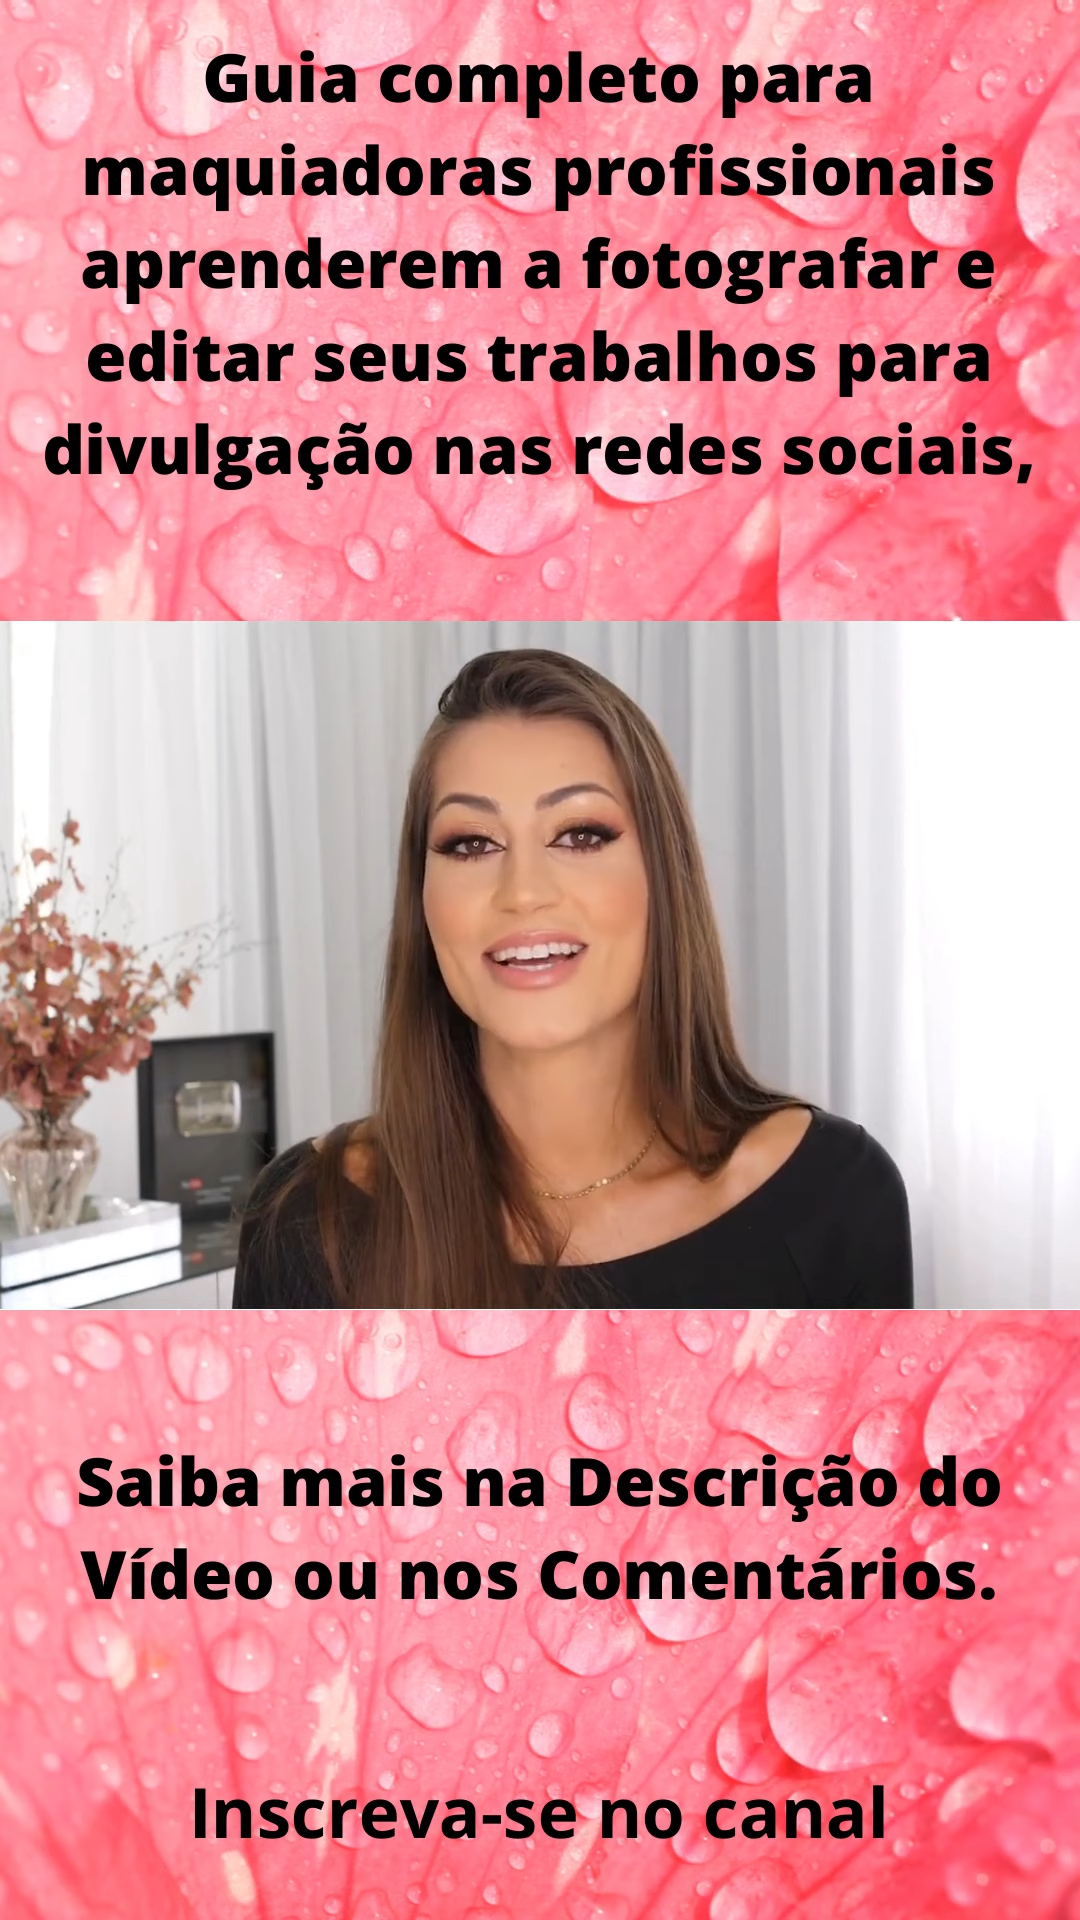 Guia completo para
maquiadoras profissionais
aprenderem a fotografar e
editar seus trabalhos para
divulgação nas redes sociais,
Saiba mais na Descrição do
Vídeo ou nos Comentários.
Inscreva-se no canal